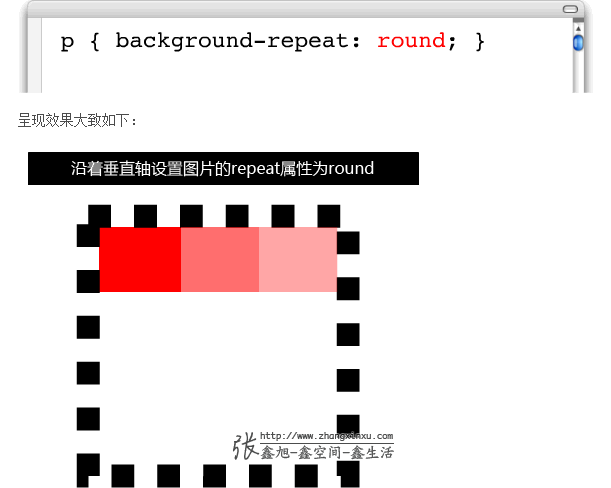 p { background-repeat: round; }
呈现效果大致如下：
沿着垂直轴设置图片的repeat属性为round
张
http://www.zhangxinxu.com
鑫旭-鑫空间-鑫生活